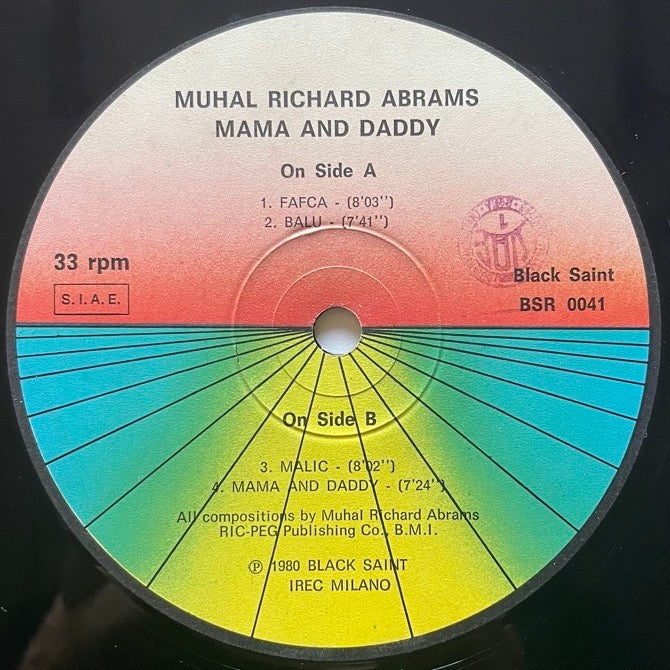 MUHAL RICHARD ABRAMS
MAMA AND DADDY
On Side A
1. FAFCA - (8'03'')
2. BALU - (7'41'')
33 rpm
S.I.A.E.
Black Saint
BSR 0041
On Side B
3. MALIC - (8'02'')
4. MAMA AND DADDY - (7'24'')
All compositions by Muhal Richard Abrams
RIC-PEG Publishing Co., B.M.I.
℗ 1980 BLACK SAINT
IREC MILANO